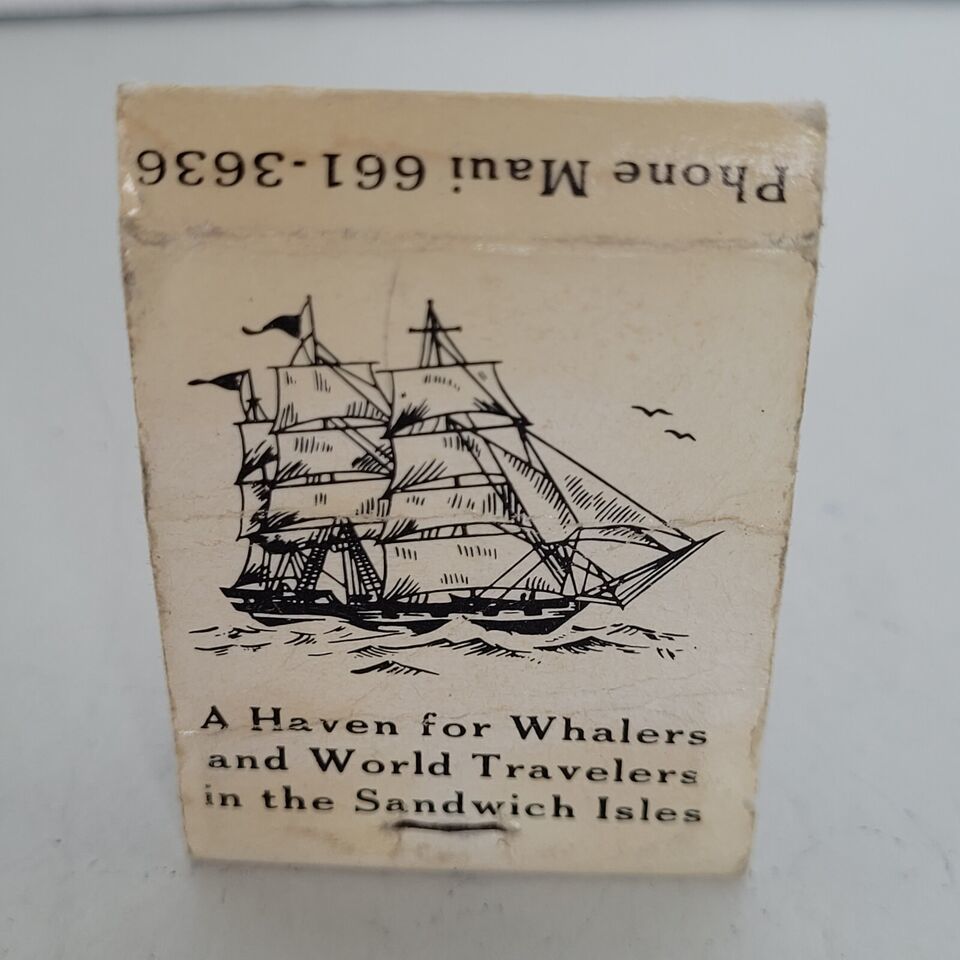 Phone Maui 661-3636
A Haven for Whalers
and World Travelers
in the Sandwich Isles